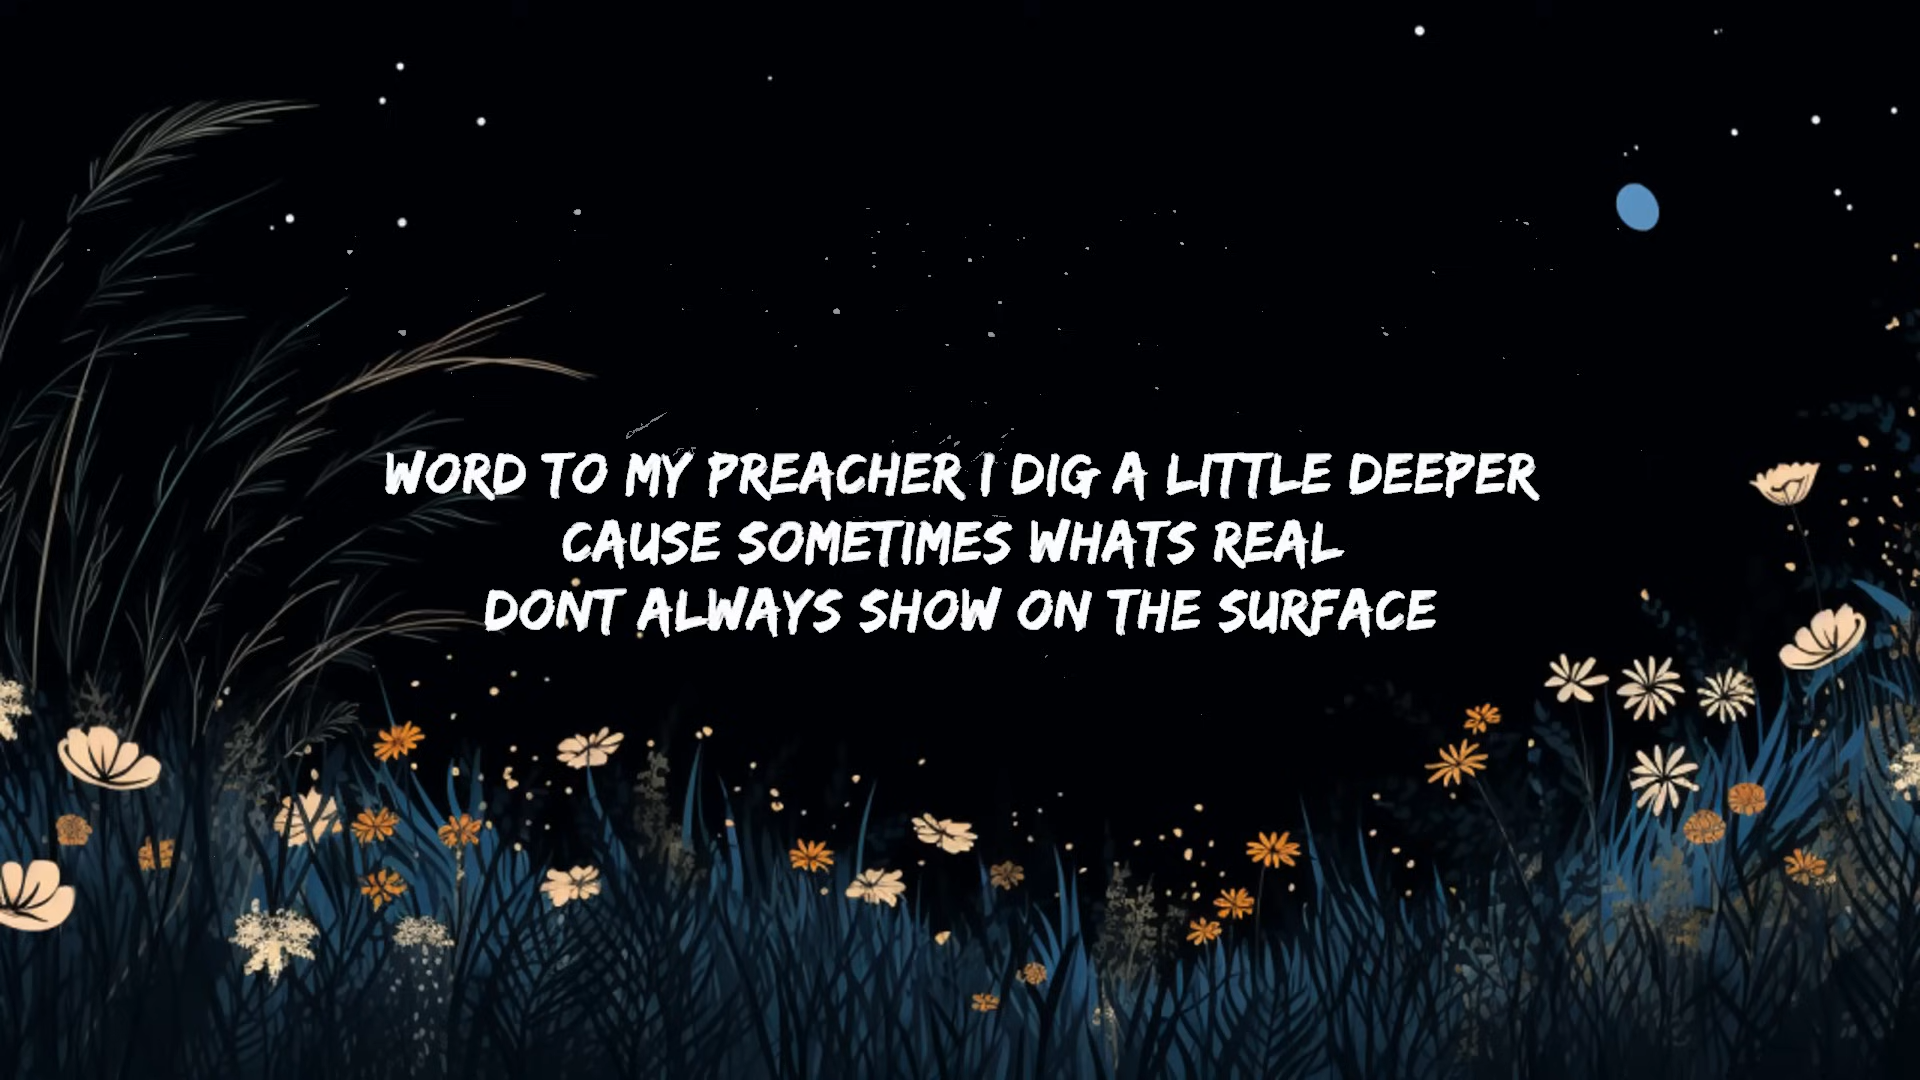 WORD TO MY PREACHER I DIG A LITTLE DEEPER
CAUSE SOMETIMES WHATS REAL
DONT ALWAYS SHOW ON THE SURFACE